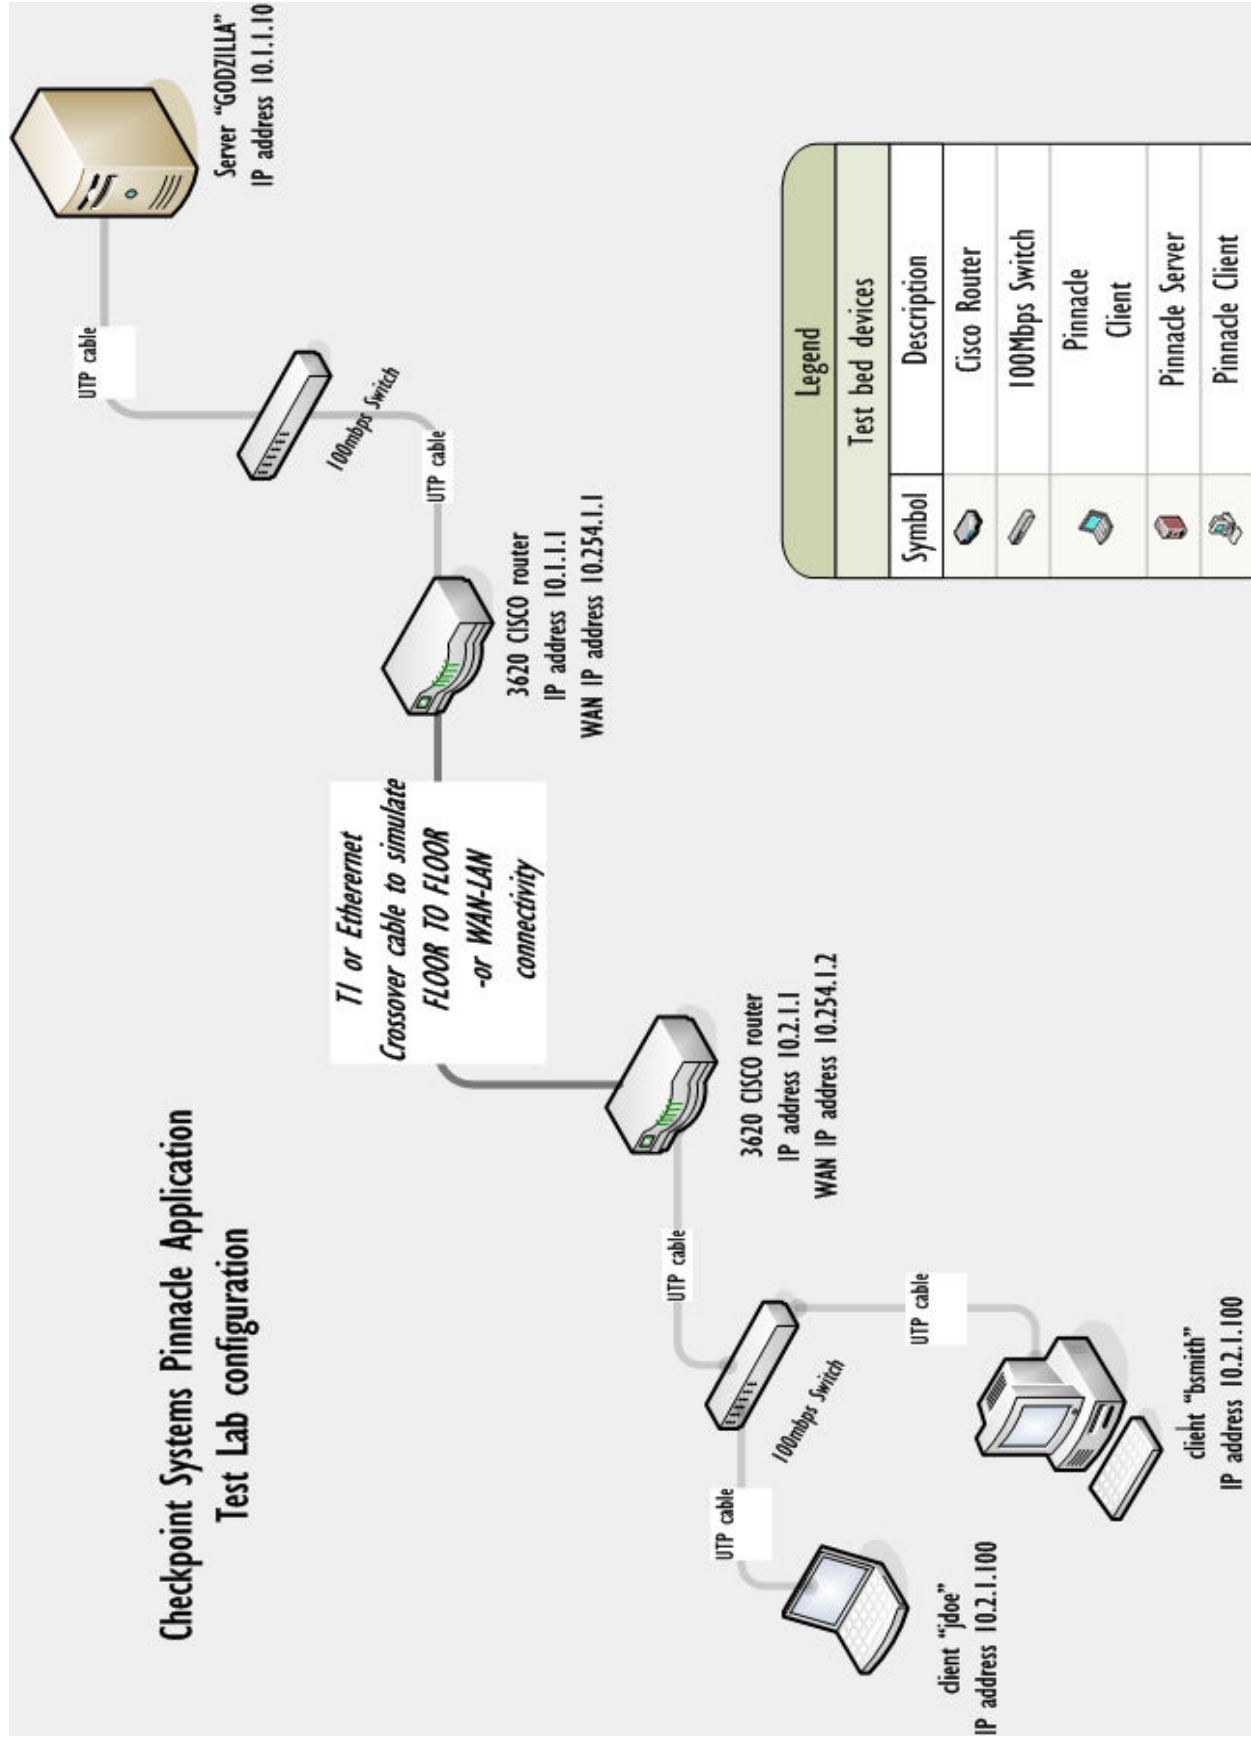 Checkpoint Systems Pinnacle Application
Test Lab configuration
Server “GODZILLA”
IP address 10.1.1.10
UTP cable
100mbps Switch
UTP cable
3620 CISCO router
IP address 10.1.1.1
WAN IP address 10.254.1.1
T1 or Etherernet
Crossover cable to simulate
FLOOR TO FLOOR
-or WAN-LAN
connectivity
3620 CISCO router
IP address 10.2.1.1
WAN IP address 10.254.1.2
UTP cable
100mbps Switch
UTP cable
UTP cable
client “jdoe”
IP address 10.2.1.100
client “bsmith”
IP address 10.2.1.100
Legend
Test bed devices
Symbol Description
Cisco Router
100Mbps Switch
Pinnacle
Client
Pinnacle Server
Pinnacle Client